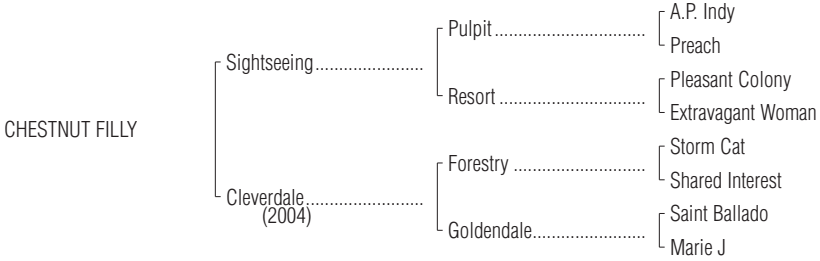 A.P. Indy
Pulpit..............................
Preach
Sightseeing.......................
Pleasant Colony
Resort ..............................
Extravagant Woman
CHESTNUT FILLY
Storm Cat
Forestry ............................
Shared Interest
Cleverdale.........................
(2004)
Saint Ballado
Goldendale........................
Marie J